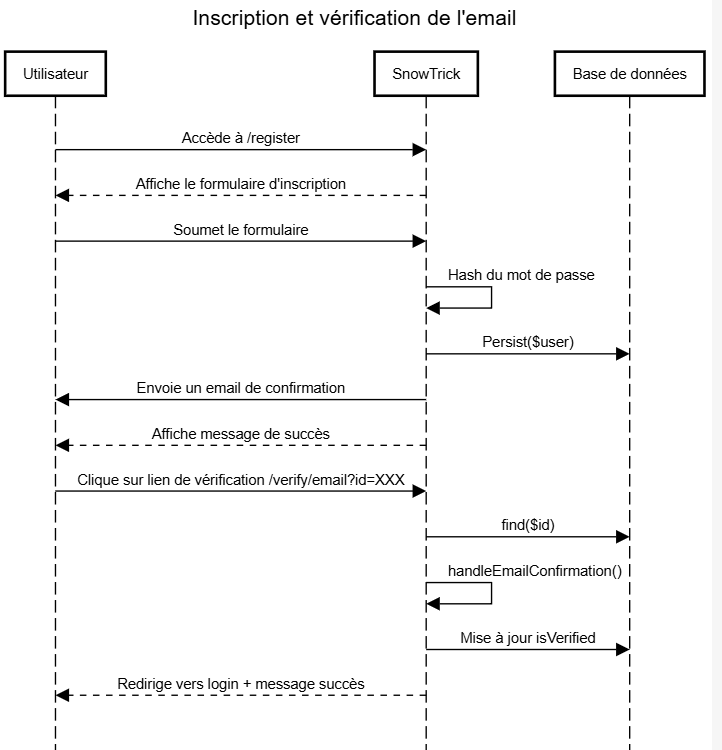 Inscription et vérification de l'email
Utilisateur
SnowTrick
Base de données
Accède à /register
Affiche le formulaire d'inscription
Soumet le formulaire
Hash du mot de passe
Persist($user)
Envoie un email de confirmation
Affiche message de succès
Clique sur lien de vérification /verify/email?id=XXX
find($id)
handleEmailConfirmation()
Mise à jour isVerified
Redirige vers login + message succès